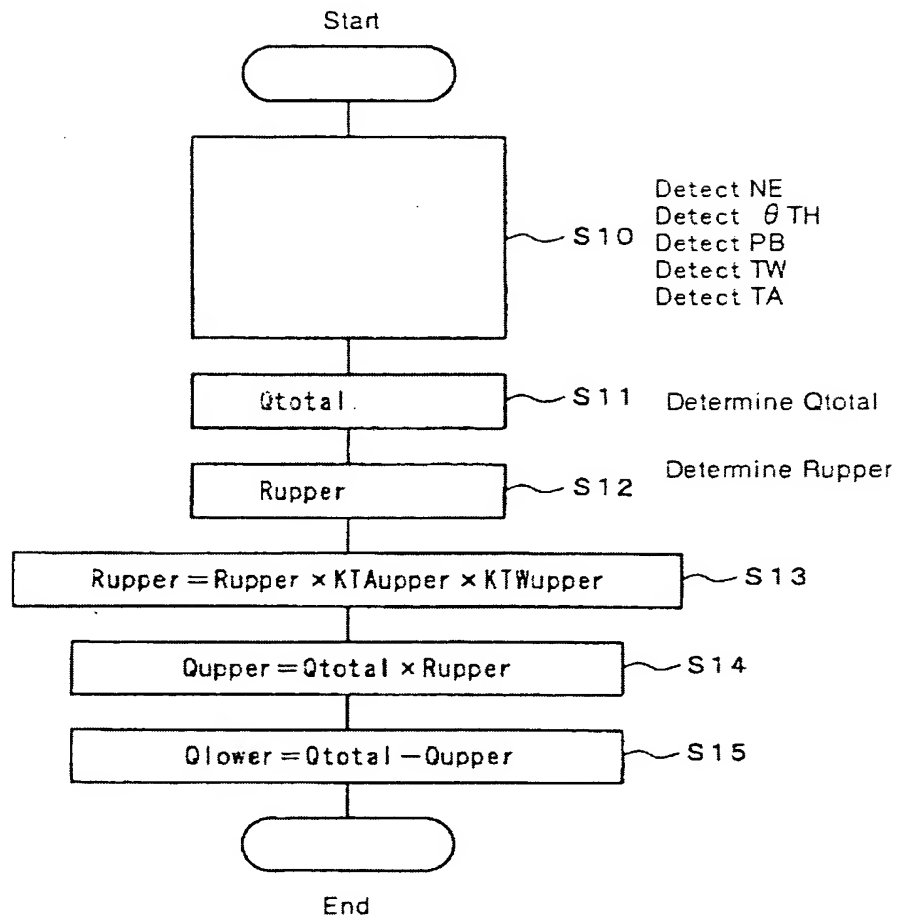 Start
Detect NE
Detect θTH
Detect PB
Detect TW
Detect TA
S10
Qtotal
S11
Determine Qtotal
Rupper
S12
Determine Rupper
Rupper=Rupper×KTAupper×KTWupper
S13
Qupper=Qtotal×Rupper
S14
Qlower=Qtotal−Qupper
S15
End